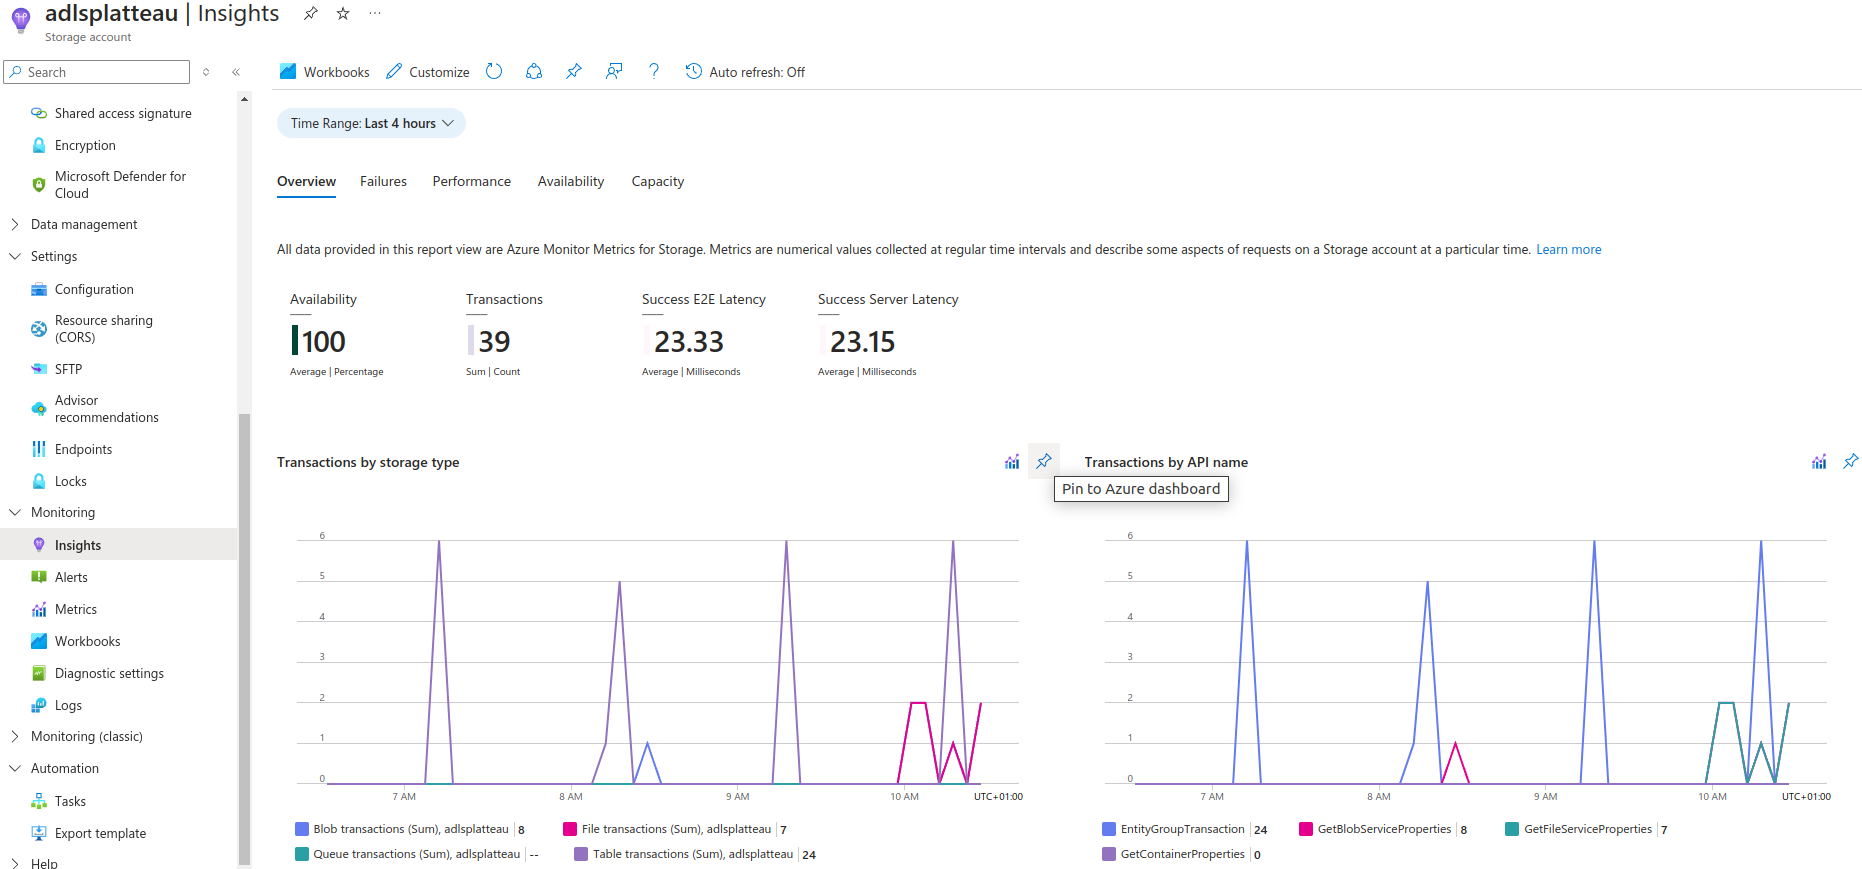 adlsplatteau | Insights
Storage account
Search
Workbooks
Customize
Auto refresh: Off
Shared access signature
Encryption
Microsoft Defender for
Cloud
Data management
Settings
Configuration
Resource sharing
(CORS)
SFTP
Advisor
recommendations
Endpoints
Locks
Monitoring
Insights
Alerts
Metrics
Workbooks
Diagnostic settings
Logs
Monitoring (classic)
Automation
Tasks
Export template
Help
Time Range: Last 4 hours
Overview Failures Performance Availability Capacity
All data provided in this report view are Azure Monitor Metrics for Storage. Metrics are numerical values collected at regular time intervals and describe some aspects of requests on a Storage account at a particular time. Learn more
Availability
100
Average | Percentage
Transactions
39
Sum | Count
Success E2E Latency
23.33
Average | Milliseconds
Success Server Latency
23.15
Average | Milliseconds
Transactions by storage type
Pin to Azure dashboard
6
5
4
3
2
1
0
7 AM 8 AM 9 AM 10 AM UTC+01:00
Blob transactions (Sum), adlsplatteau | 8
File transactions (Sum), adlsplatteau | 7
Queue transactions (Sum), adlsplatteau | --
Table transactions (Sum), adlsplatteau | 24
Transactions by API name
6
5
4
3
2
1
0
7 AM 8 AM 9 AM 10 AM UTC+01:00
EntityGroupTransaction | 24
GetBlobServiceProperties | 8
GetFileServiceProperties | 7
GetContainerProperties | 0